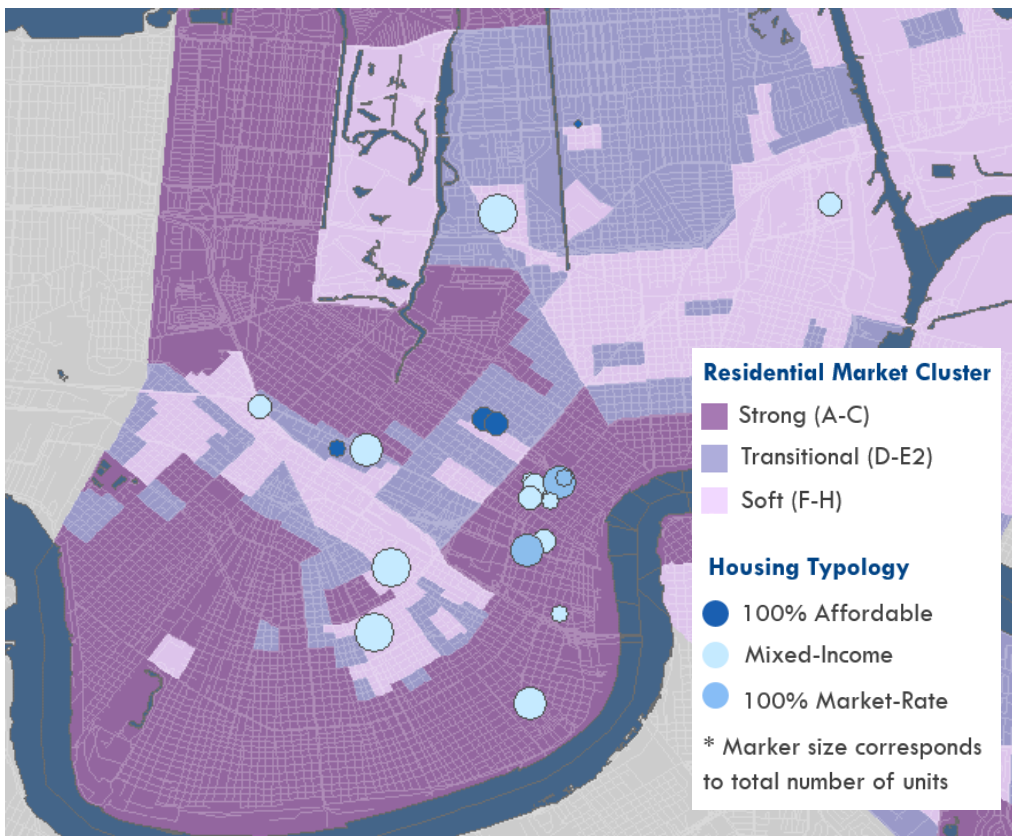 Residential Market Cluster
Strong (A-C)
Transitional (D-E2)
Soft (F-H)
Housing Typology
100% Affordable
Mixed-Income
100% Market-Rate
* Marker size corresponds
to total number of units